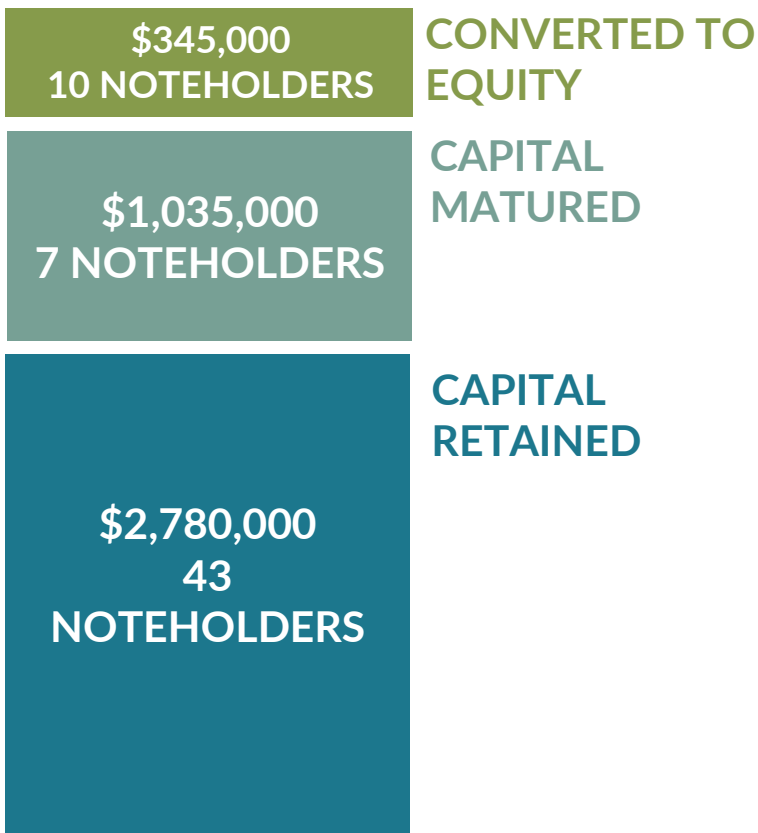 $345,000
10 NOTEHOLDERS
CONVERTED TO
EQUITY
$1,035,000
7 NOTEHOLDERS
CAPITAL
MATURED
$2,780,000
43
NOTEHOLDERS
CAPITAL
RETAINED